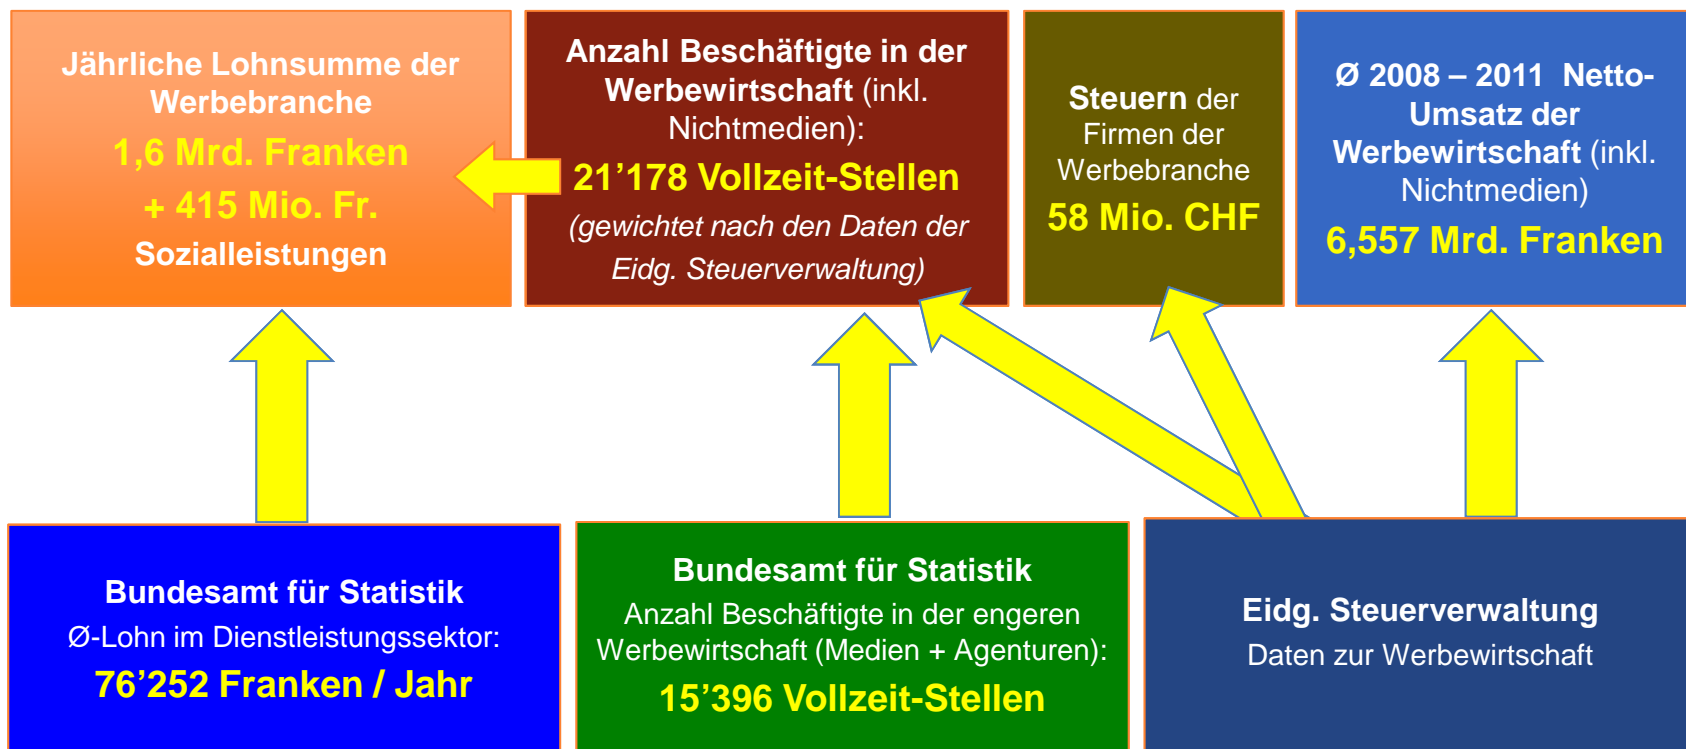 Jährliche Lohnsumme der
Werbebranche
1,6 Mrd. Franken
+ 415 Mio. Fr.
Sozialleistungen
Anzahl Beschäftigte in der
Werbewirtschaft (inkl.
Nichtmedien):
21’178 Vollzeit-Stellen
(gewichtet nach den Daten der
Eidg. Steuerverwaltung)
Steuern der
Firmen der
Werbebranche
58 Mio. CHF
Ø 2008 – 2011 Netto-
Umsatz der
Werbewirtschaft (inkl.
Nichtmedien)
6,557 Mrd. Franken
Bundesamt für Statistik
Ø-Lohn im Dienstleistungssektor:
76’252 Franken / Jahr
Bundesamt für Statistik
Anzahl Beschäftigte in der engeren
Werbewirtschaft (Medien + Agenturen):
15’396 Vollzeit-Stellen
Eidg. Steuerverwaltung
Daten zur Werbewirtschaft